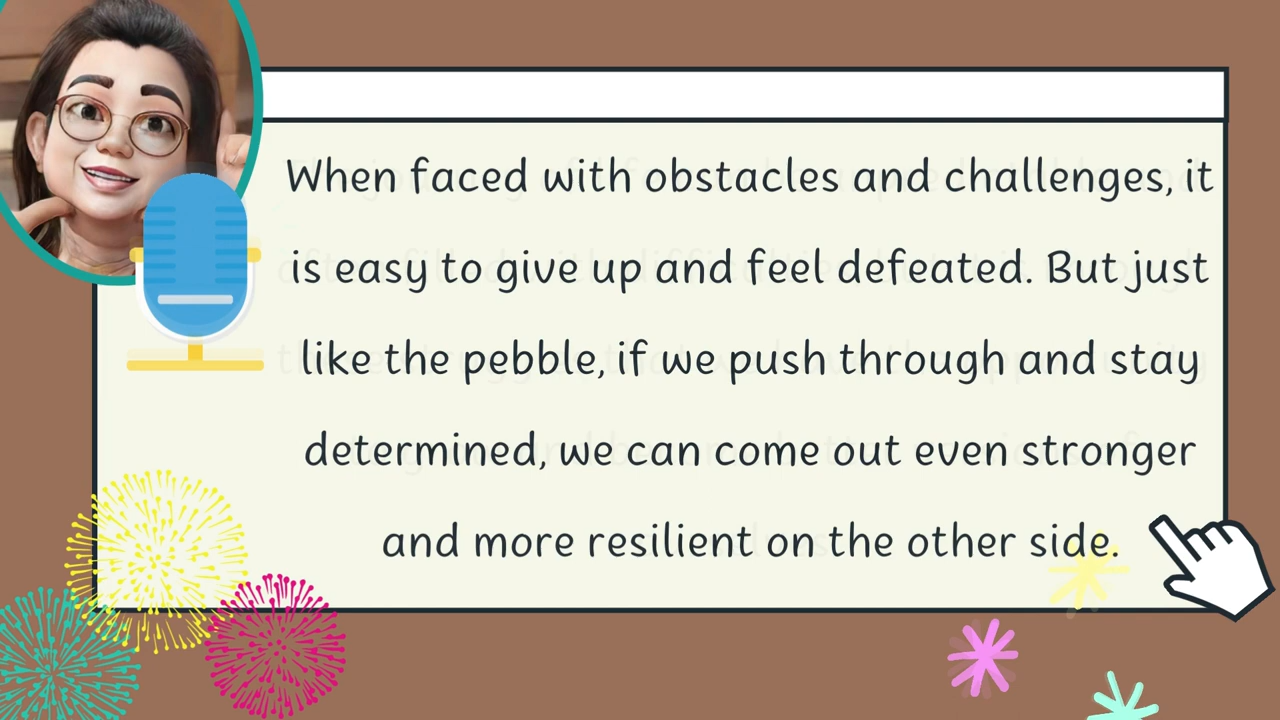 When faced with obstacles and challenges, it
is easy to give up and feel defeated. But just
like the pebble, if we push through and stay
determined, we can come out even stronger
and more resilient on the other side.